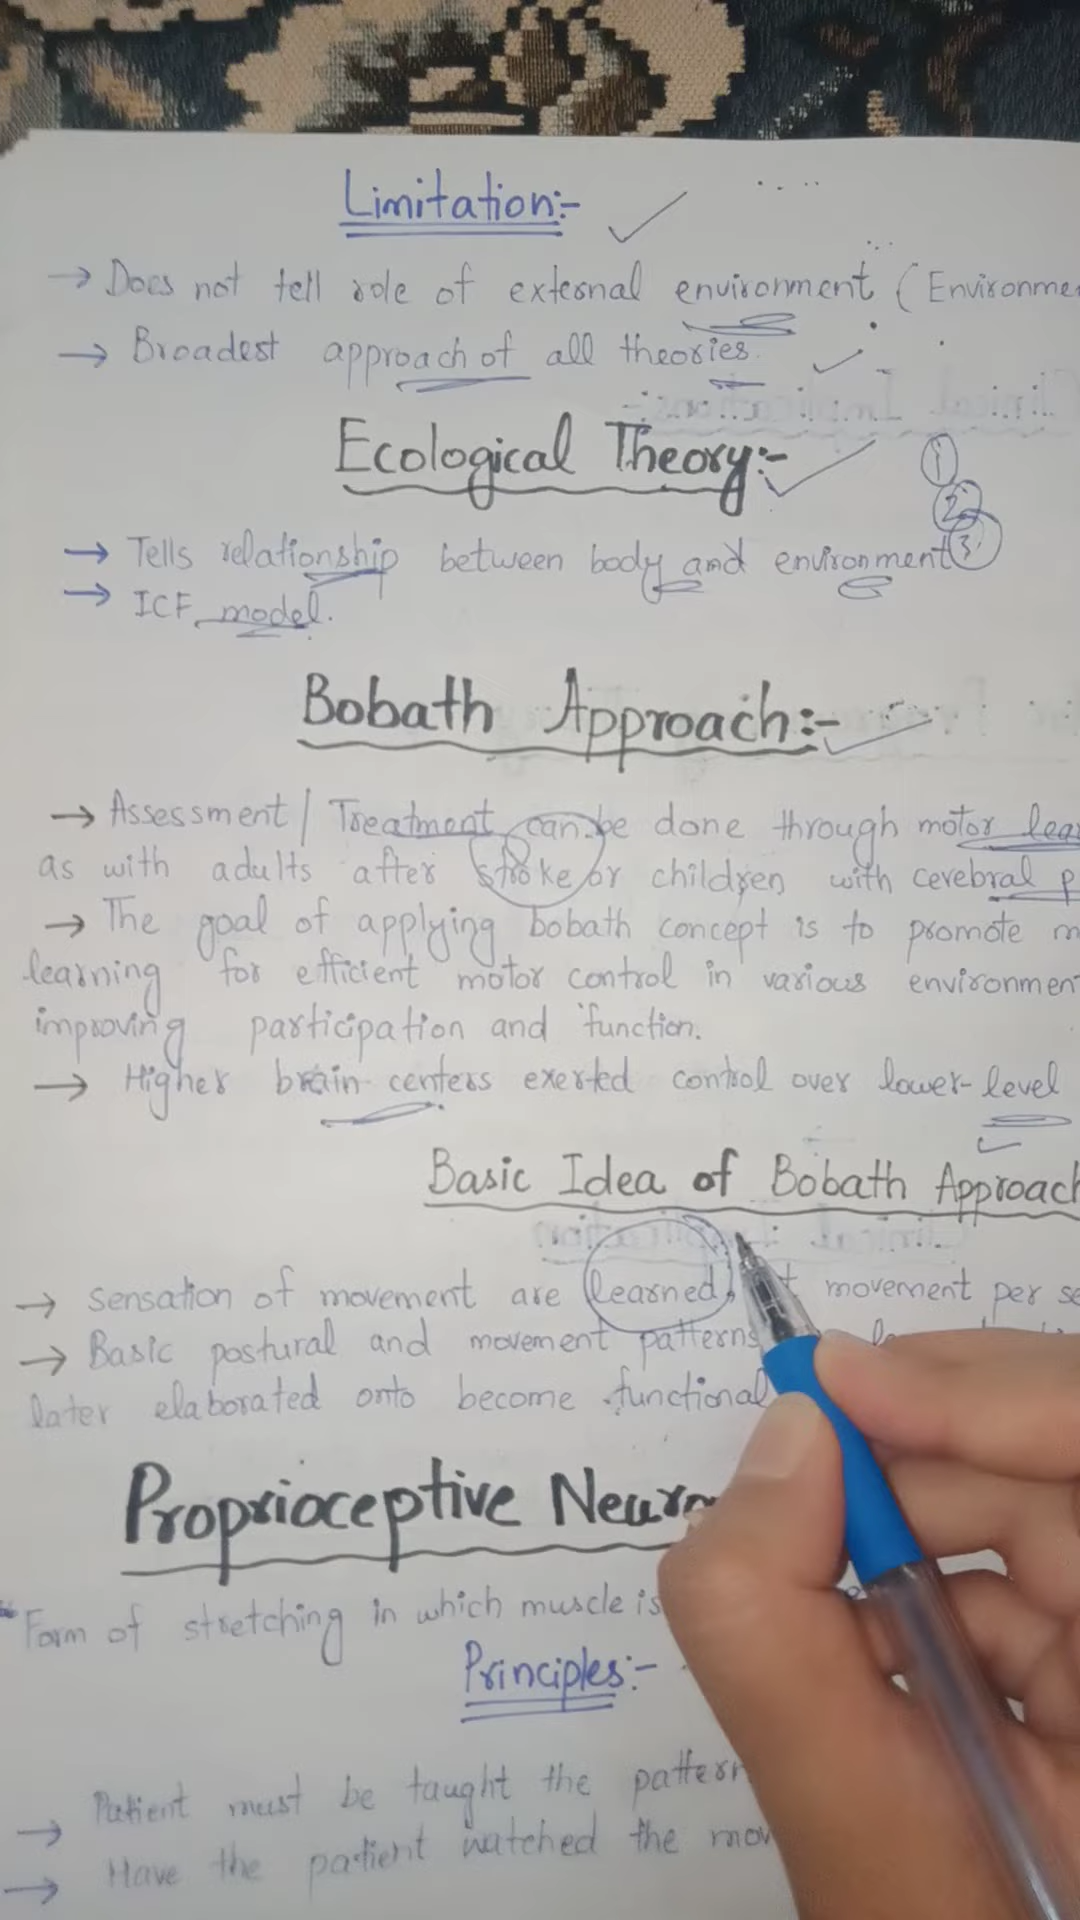 Limitation:-
→ Does not tell role of external environment (Environme
→ Broadest approach of all theories.
Ecological Theory:-
1
2
3
→ Tells relationship between body and environment
→ ICF model.
Bobath Approach:-
→ Assessment/Treatment can be done through motor lea
as with adults after stroke or children with cerebral p
→ The goal of applying bobath concept is to promote m
learning for efficient motor control in various environmen
improving participation and function.
→ Higher brain centers exerted control over lower-level
Basic Idea of Bobath Approach
→ Sensation of movement are learned, movement per se
→ Basic postural and movement patterns
later elaborated onto become functional
Proprioceptive Neuro
Form of stretching in which muscle is
Principles:-
→ Patient must be taught the pattern
→ Have the patient watched the mov